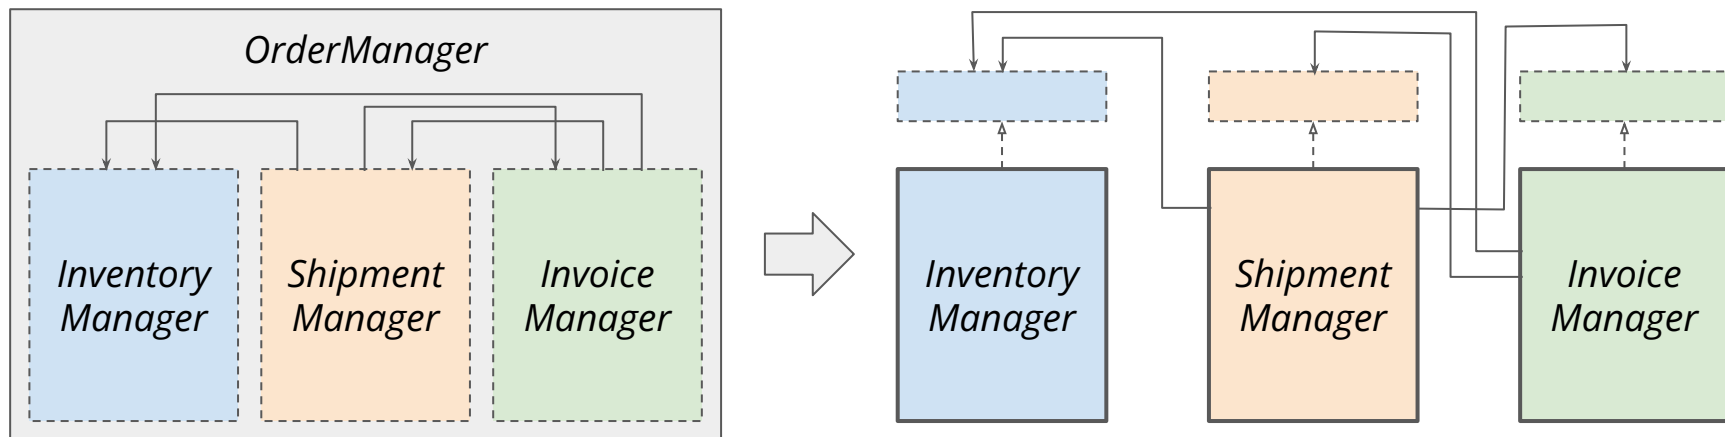 OrderManager
Inventory
Manager
Shipment
Manager
Invoice
Manager
Inventory
Manager
Shipment
Manager
Invoice
Manager